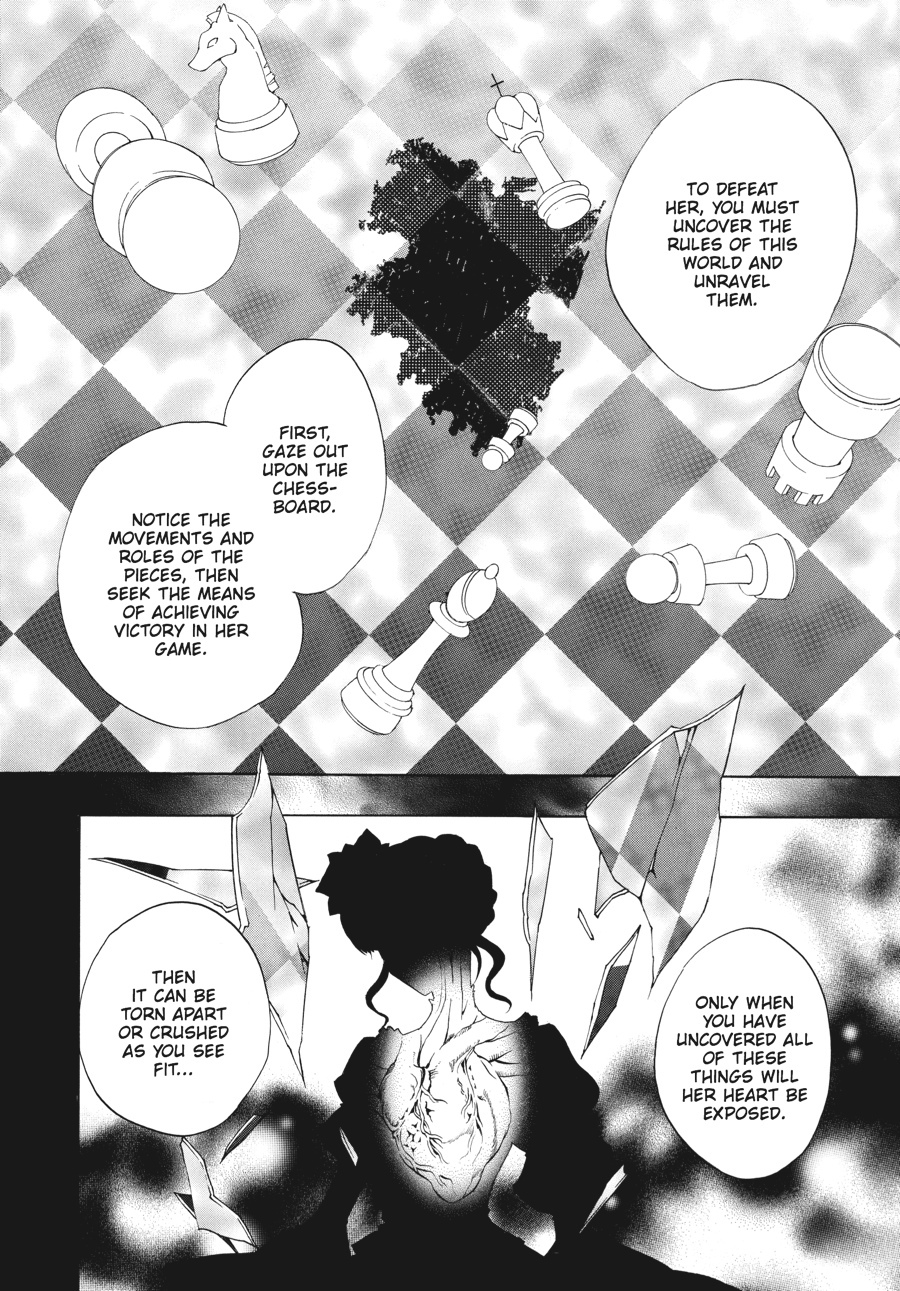 TO DEFEAT
HER, YOU MUST
UNCOVER THE
RULES OF THIS
WORLD AND
UNRAVEL
THEM.
FIRST,
GAZE OUT
UPON THE
CHESS-
BOARD.
NOTICE THE
MOVEMENTS AND
ROLES OF THE
PIECES, THEN
SEEK THE MEANS
OF ACHIEVING
VICTORY IN HER
GAME.
ONLY WHEN
YOU HAVE
UNCOVERED ALL
OF THESE
THINGS WILL
HER HEART BE
EXPOSED.
THEN
IT CAN BE
TORN APART
OR CRUSHED
AS YOU SEE
FIT...